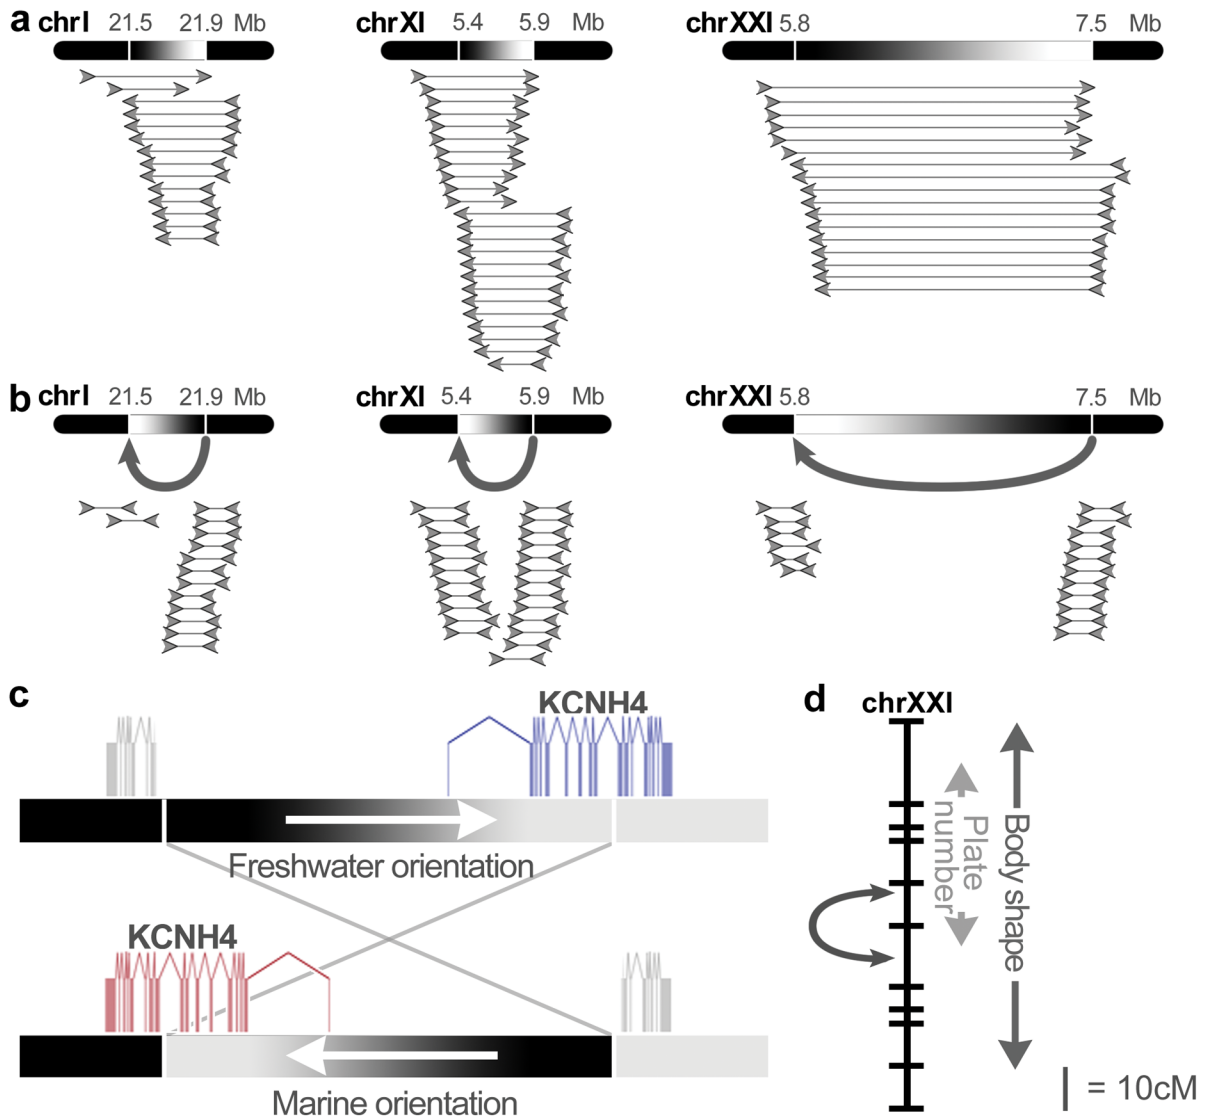 a chrI 21.5 21.9 Mb chrXI 5.4 5.9 Mb chrXXI 5.8 7.5 Mb
b chrI 21.5 21.9 Mb chrXI 5.4 5.9 Mb chrXXI 5.8 7.5 Mb
c
KCNH4
Freshwater orientation
KCNH4
Marine orientation
d chrXXI
Plate
number
Body shape
= 10cM